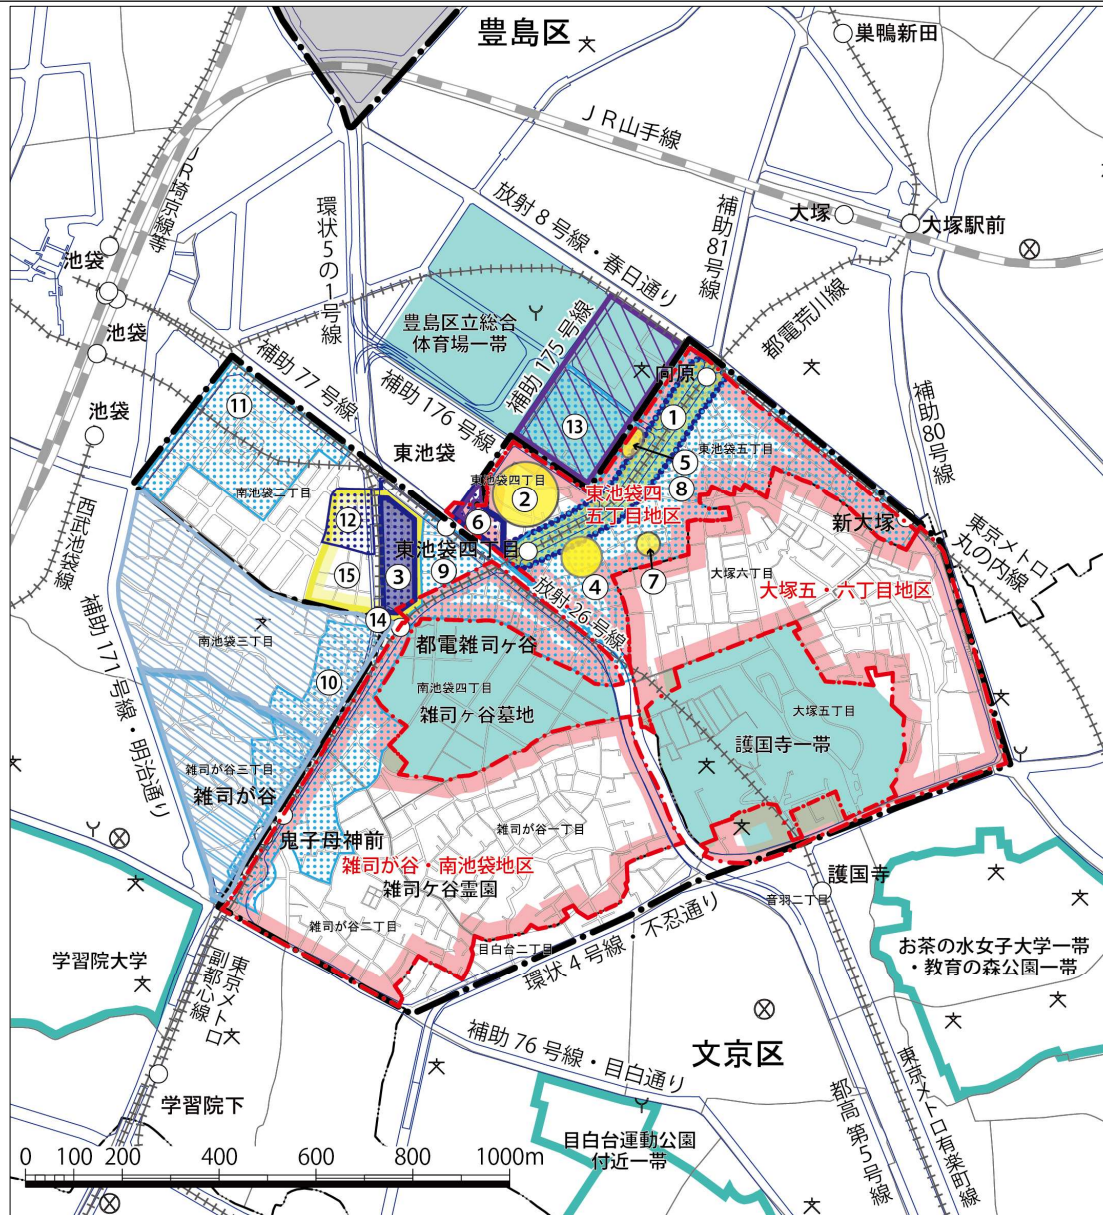 豊島区
巣鴨新田
JR山手線
JR埼京線等
環状5の1号線
放射8号線・春日通り
補助81号線
大塚
大塚駅前
池袋
豊島区立総合
体育場一帯
補助175号線
都電荒川線
池袋
補助77号線
補助176号線
向原
補助80号線
池袋
⑪
⑬
①
東池袋
東池袋五丁目
⑤
西武池袋線
南池袋二丁目
東池袋四丁目
②
⑧
東池袋四
五丁目地区
⑫
⑥
新大塚
東京メトロ
丸の内線
東池袋四丁目
⑮
③
⑨
④
⑦
大塚六丁目
大塚五・六丁目地区
放射26号線
補助171号線・明治通り
⑭
南池袋三丁目
都電雑司ヶ谷
⑩
南池袋四丁目
雑司ヶ谷墓地
大塚五丁目
護国寺一帯
雑司が谷三丁目
雑司が谷
鬼子母神前
雑司が谷一丁目
雑司が谷・南池袋地区
雑司ケ谷霊園
護国寺
音羽二丁目
雑司が谷二丁目
目白台二丁目
環状4号線・不忍通り
学習院大学
東京メトロ
副都心線
お茶の水女子大学一帯
・教育の森公園一帯
補助76号線・目白通り
文京区
都高第5号線
東京メトロ有楽町線
学習院下
目白台運動公園
付近一帯
0 100 200 400 600 800 1000m